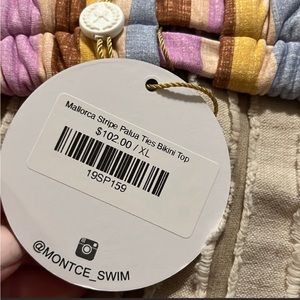 Mallorca Stripe Palua Ties Bikini Top
$102.00 / XL
19SP159
@MONTCE_SWIM